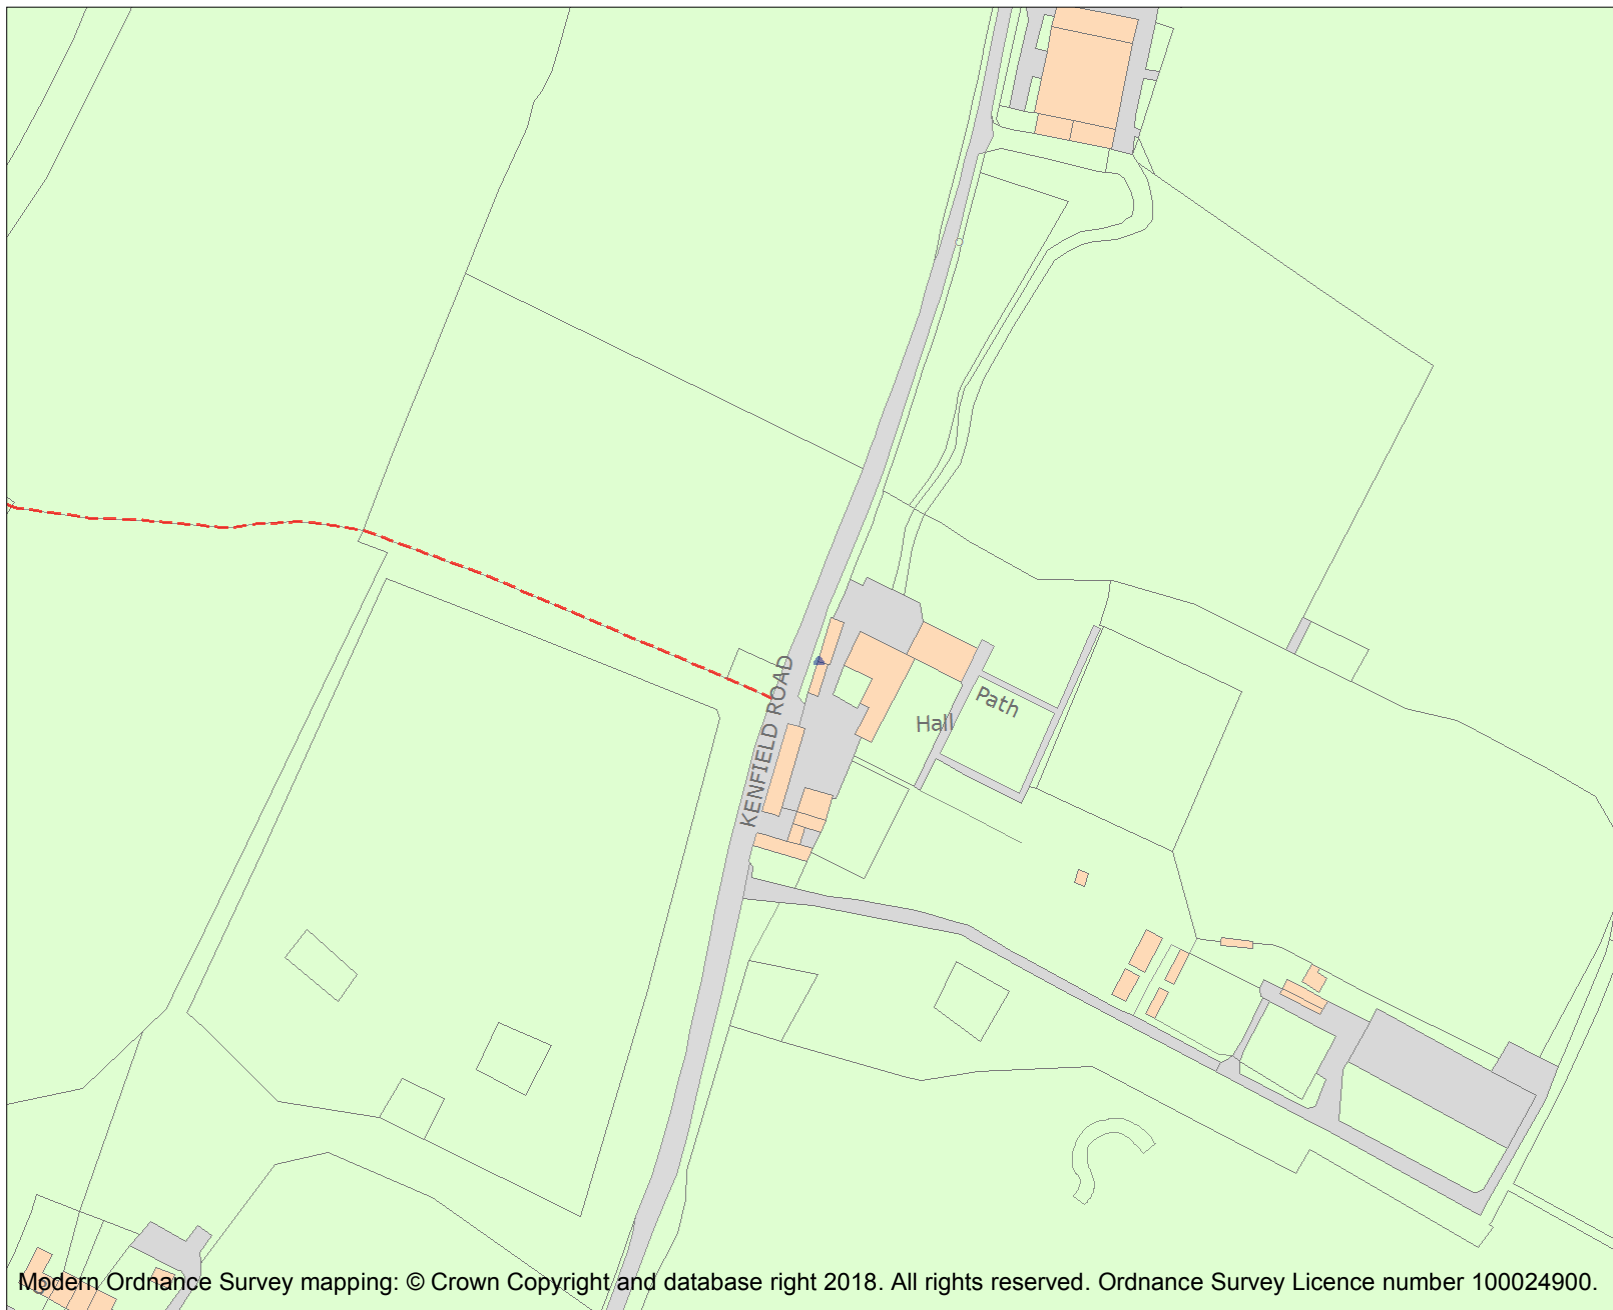 KENFIELD ROAD
Hall
Path
Modern Ordnance Survey mapping: © Crown Copyright and database right 2018. All rights reserved. Ordnance Survey Licence number 100024900.